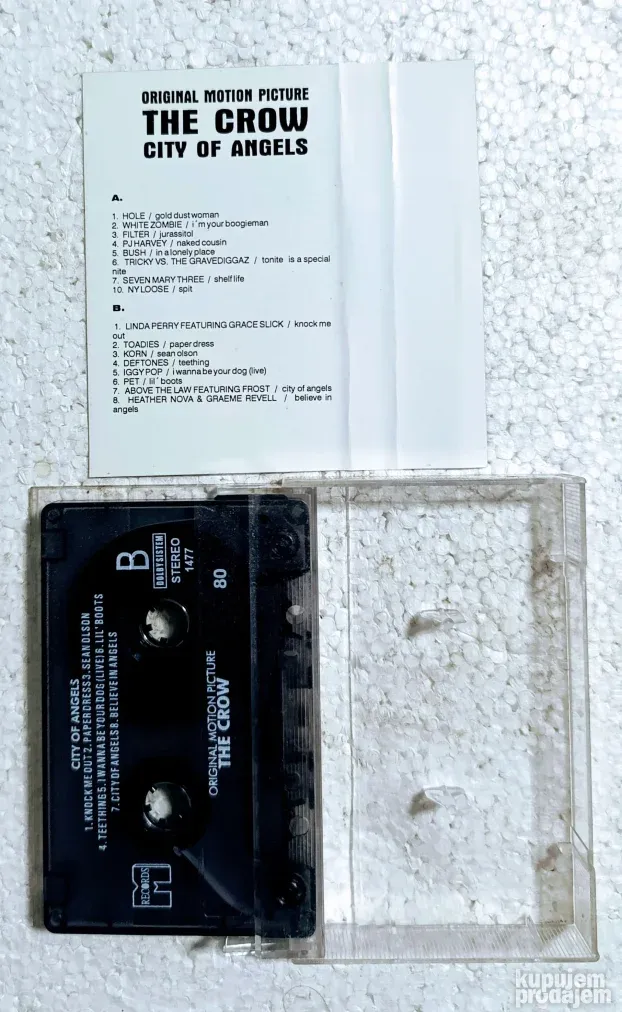 ORIGINAL MOTION PICTURE
THE CROW
CITY OF ANGELS
A.
1. HOLE / gold dust woman
2. WHITE ZOMBIE / i´m your boogieman
3. FILTER / jurassitol
4. PJ HARVEY / naked cousin
5. BUSH / in a lonely place
6. TRICKY VS. THE GRAVEDIGGAZ / tonite is a special
nite
7. SEVEN MARY THREE / shelf life
10. NY LOOSE / spit
B.
1. LINDA PERRY FEATURING GRACE SLICK / knock me
out
2. TOADIES / paper dress
3. KORN / sean olson
4. DEFTONES / teething
5. IGGY POP / i wanna be your dog (live)
6. PET / lil´ boots
7. ABOVE THE LAW FEATURING FROST / city of angels
8. HEATHER NOVA & GRAEME REVELL / believe in
angels
CITY OF ANGELS
1. KNOCK ME OUT 2. PAPER DRESS 3. SEAN OLSON
4. TEETHING 5. I WANNA BE YOUR DOG (LIVE) 6. LIL' BOOTS
7. CITY OF ANGELS 8. BELIEVE IN ANGELS
B
DOLBY SYSTEM
STEREO
1477
80
M
RECORDS
ORIGINAL MOTION PICTURE
THE CROW
kupujem
prodajem